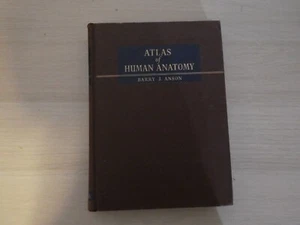 ATLAS
of
HUMAN ANATOMY
BARRY J. ANSON